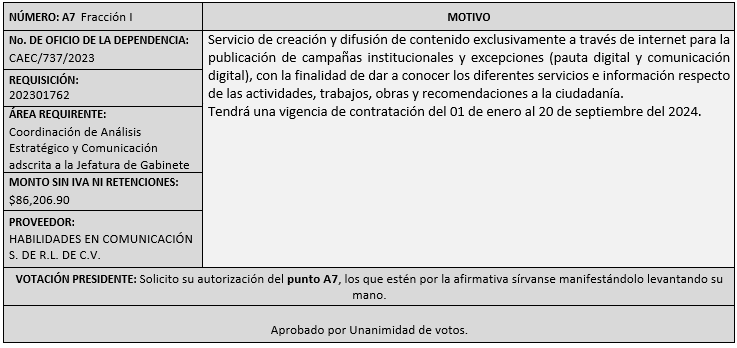 NÚMERO: A7 Fracción I
MOTIVO
No. DE OFICIO DE LA DEPENDENCIA:
CAEC/737/2023
REQUISICIÓN:
202301762
ÁREA REQUIRENTE:
Coordinación de Análisis
Estratégico y Comunicación
adscrita a la Jefatura de Gabinete
MONTO SIN IVA NI RETENCIONES:
$86,206.90
PROVEEDOR:
HABILIDADES EN COMUNICACIÓN
S. DE R.L. DE C.V.
Servicio de creación y difusión de contenido exclusivamente a través de internet para la
publicación de campañas institucionales y excepciones (pauta digital y comunicación
digital), con la finalidad de dar a conocer los diferentes servicios e información respecto
de las actividades, trabajos, obras y recomendaciones a la ciudadanía.
Tendrá una vigencia de contratación del 01 de enero al 20 de septiembre del 2024.
VOTACIÓN PRESIDENTE: Solicito su autorización del punto A7, los que estén por la afirmativa sírvanse manifestándolo levantando su
mano.
Aprobado por Unanimidad de votos.